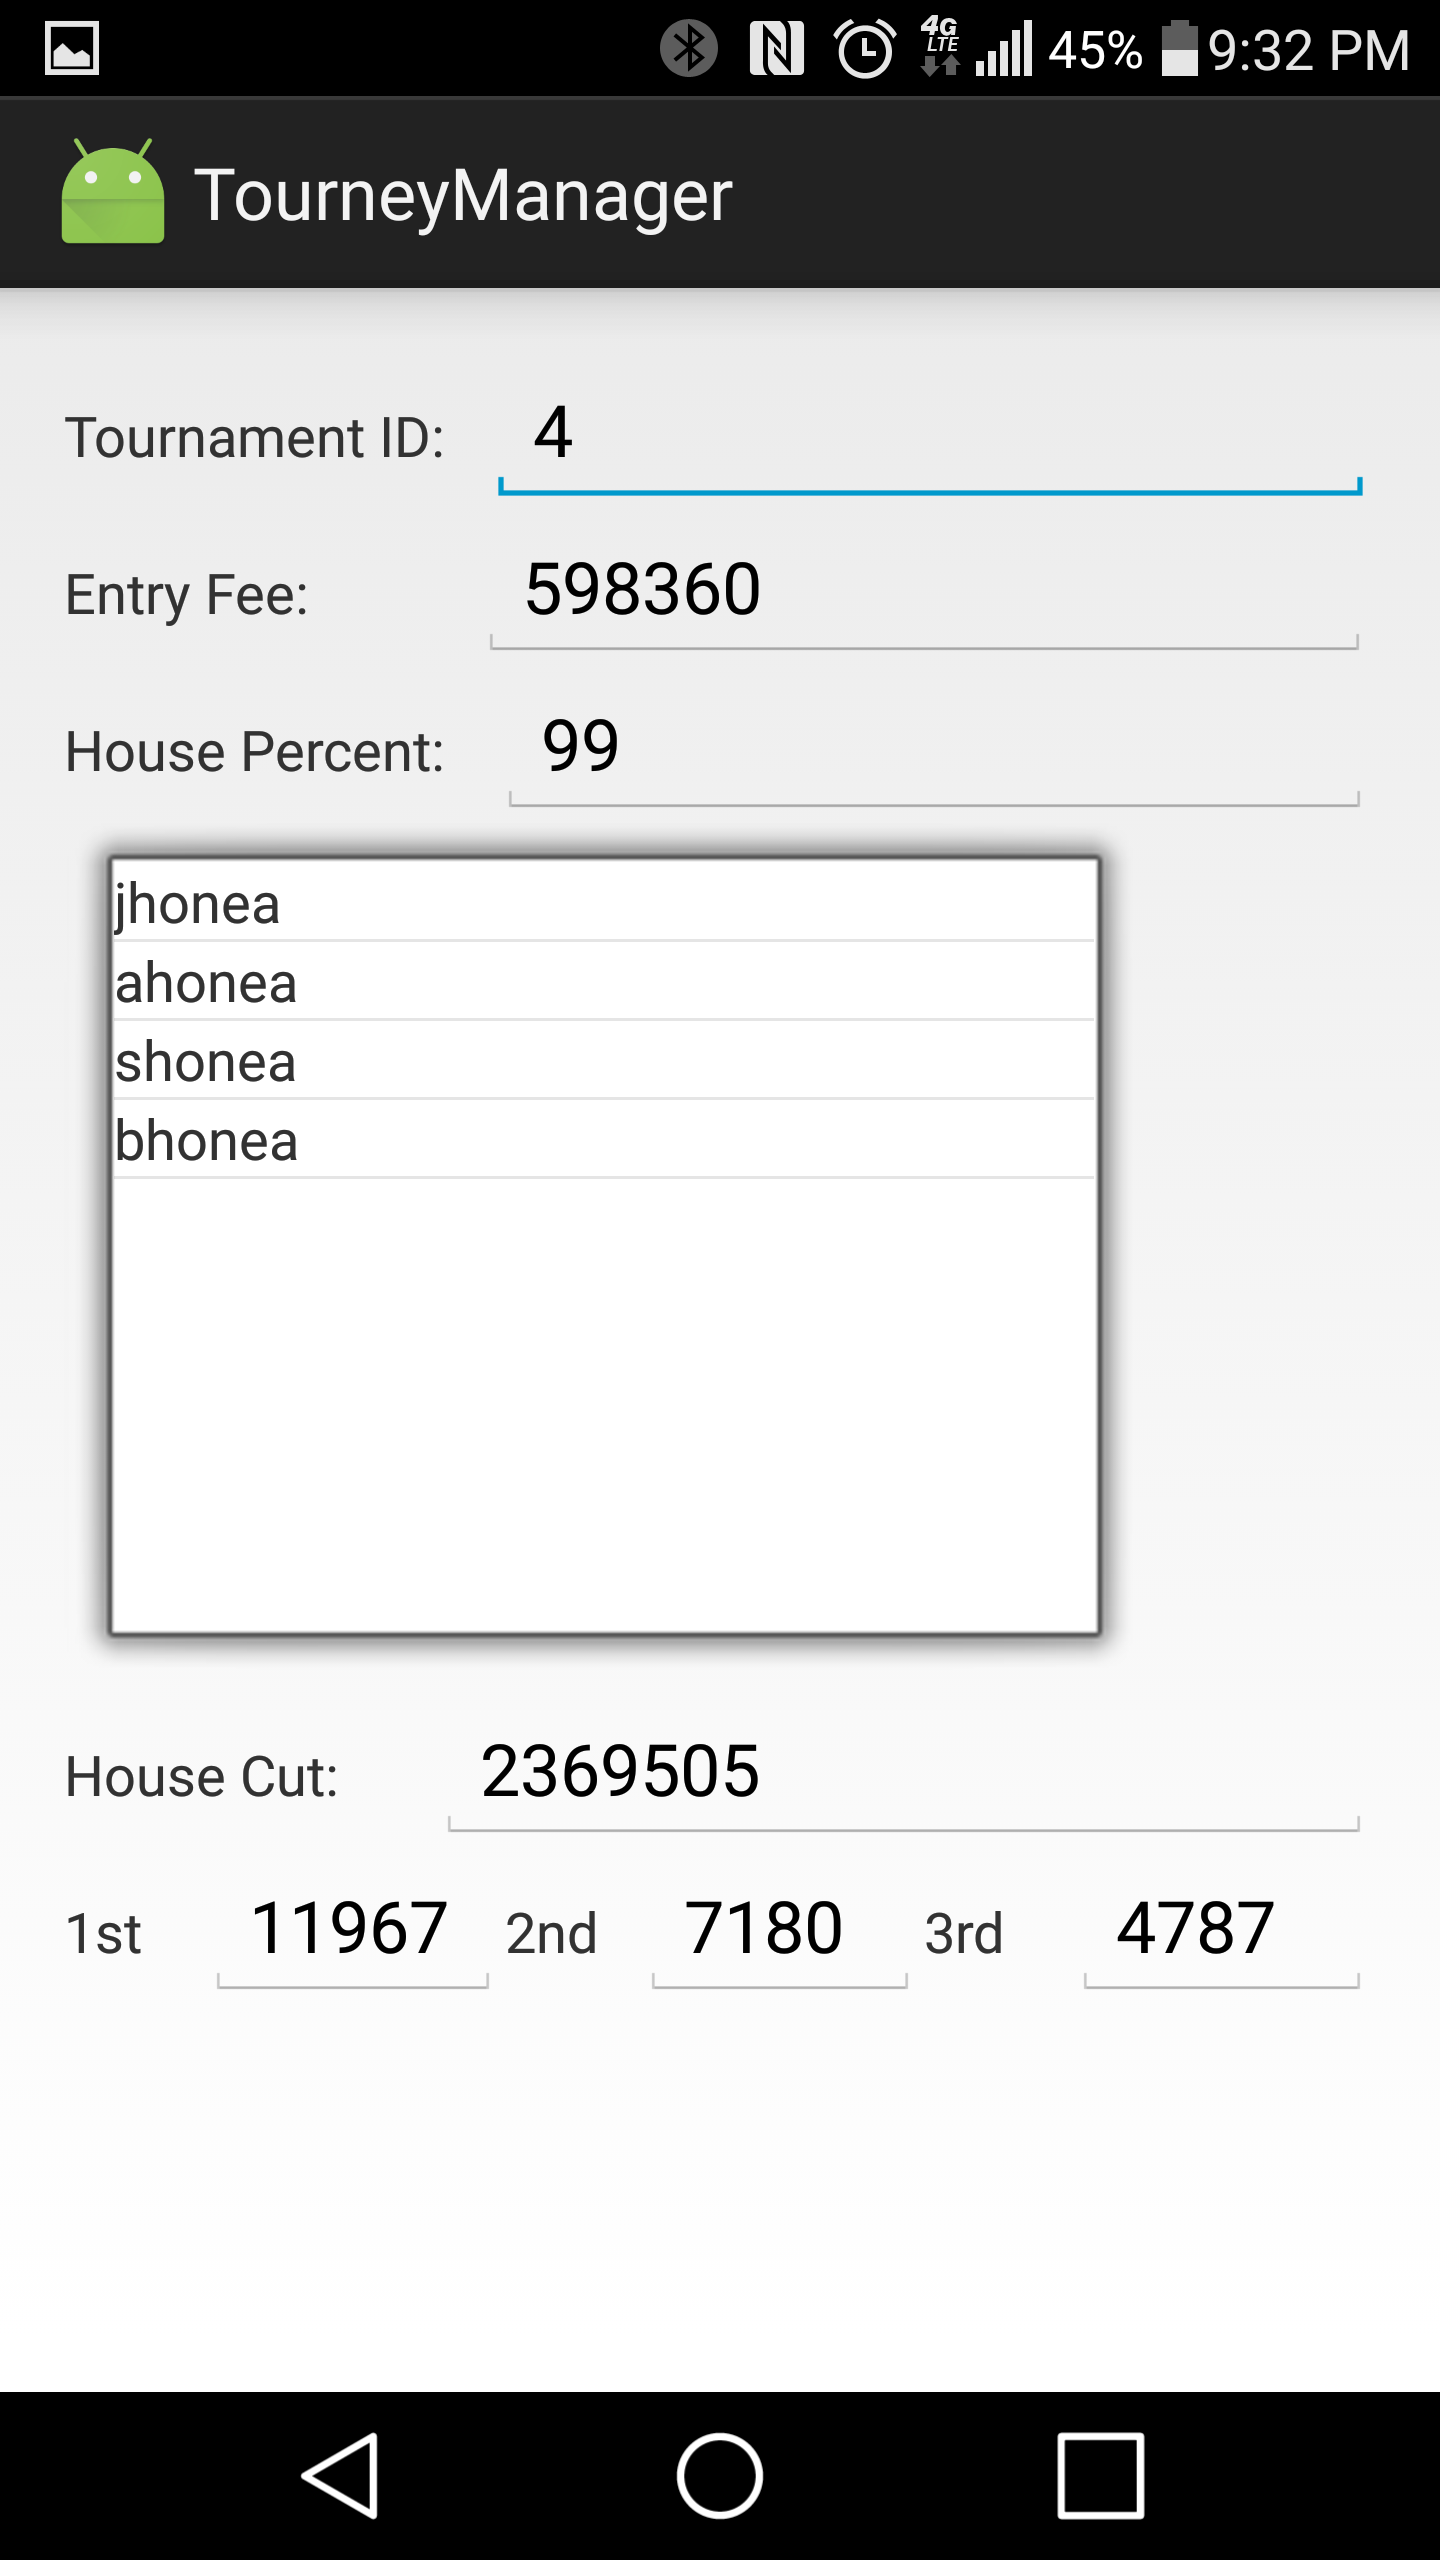 4G LTE 45% 9:32 PM
TourneyManager
Tournament ID: 4
Entry Fee: 598360
House Percent: 99
jhonea
ahonea
shonea
bhonea
House Cut: 2369505
1st 11967 2nd 7180 3rd 4787